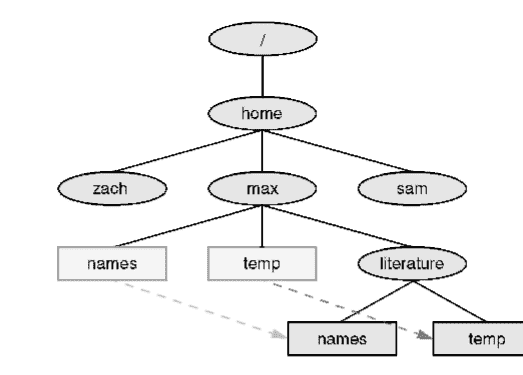 /
home
zach max sam
names temp literature
names temp